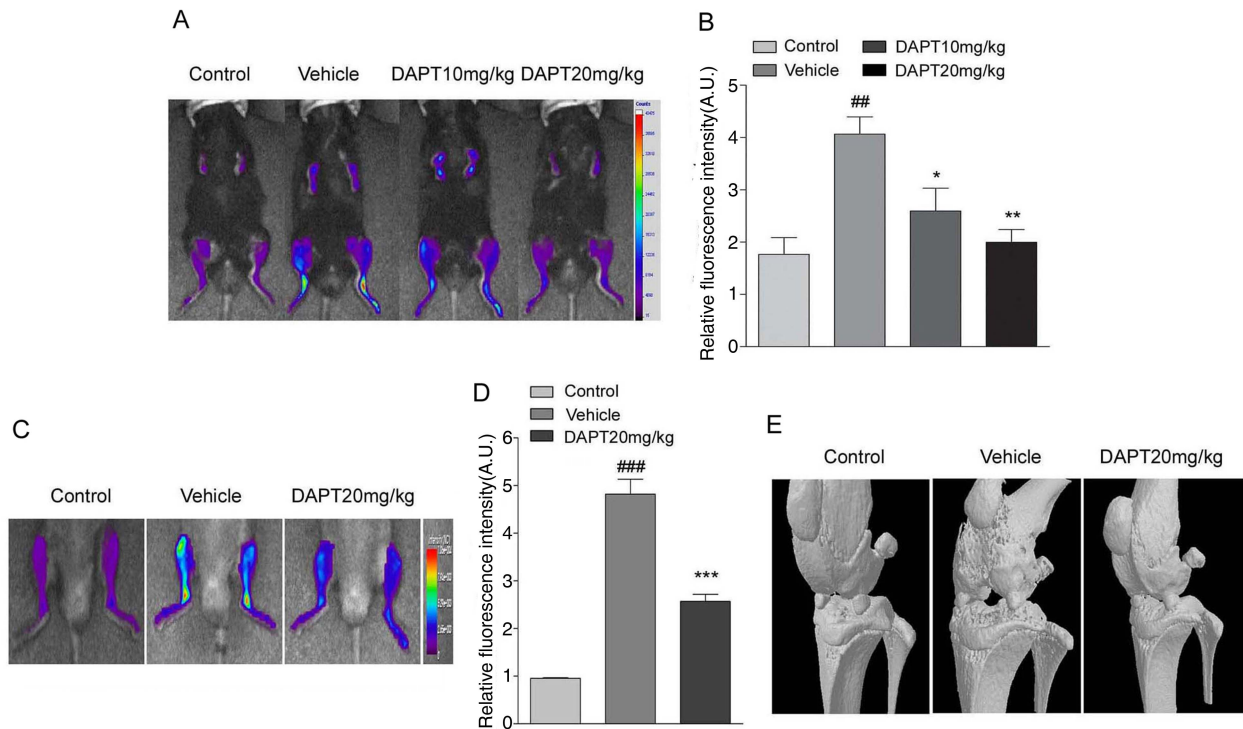 A
Control Vehicle DAPT10mg/kg DAPT20mg/kg
Counts
B
Control DAPT10mg/kg
Vehicle DAPT20mg/kg
Relative fluorescence intensity(A.U.)
5
4
3
2
1
0
##
*
**
C
Control Vehicle DAPT20mg/kg
D
Control
Vehicle
DAPT20mg/kg
Relative fluorescence intensity(A.U.)
6
5
4
3
2
1
0
###
***
E
Control Vehicle DAPT20mg/kg